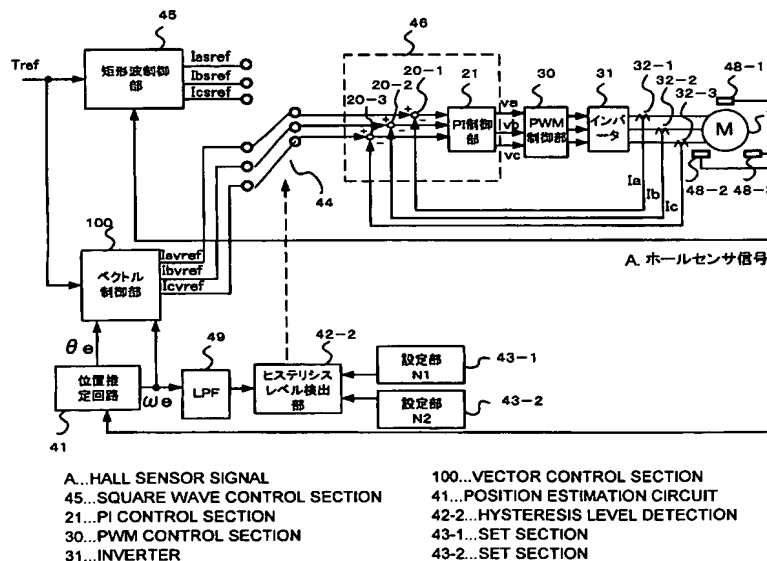 45
46
Tref
矩形波制御
部
Iasref
Ibsref
Icsref
20-1
20-2
20-3
+
+
+
−
−
−
21
PI制御
部
va
vb
vc
30
PWM
制御部
31
インバ
ータ
32-1
32-2
32-3
48-1
M
48-2
48-3
Ia
Ib
Ic
44
100
ベクトル
制御部
Iavref
Ibvref
Icvref
A. ホールセンサ信号
θe
49
42-2
位置推
定回路
ωe
LPF
ヒステリシス
レベル検出
部
設定部
N1
43-1
設定部
N2
43-2
41
A...HALL SENSOR SIGNAL
45...SQUARE WAVE CONTROL SECTION
21...PI CONTROL SECTION
30...PWM CONTROL SECTION
31...INVERTER
100...VECTOR CONTROL SECTION
41...POSITION ESTIMATION CIRCUIT
42-2...HYSTERESIS LEVEL DETECTION
43-1...SET SECTION
43-2...SET SECTION